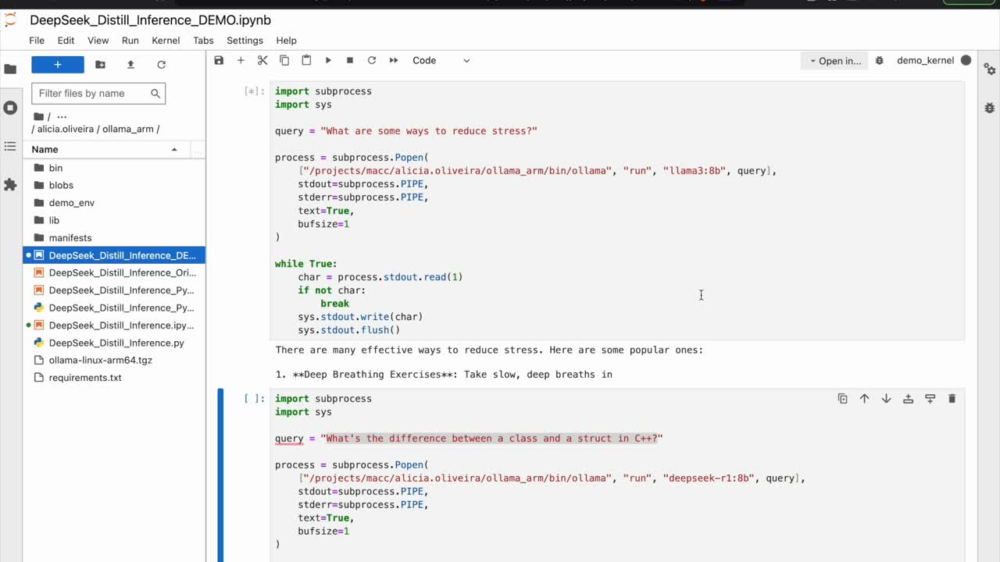 DeepSeek_Distill_Inference_DEMO.ipynb
File Edit View Run Kernel Tabs Settings Help
+ Code Open in... demo_kernel
Filter files by name
/ ...
/ alicia.oliveira / ollama_arm /
Name
bin
blobs
demo_env
lib
manifests
DeepSeek_Distill_Inference_DE...
DeepSeek_Distill_Inference_Ori...
DeepSeek_Distill_Inference_Py...
DeepSeek_Distill_Inference_Py...
DeepSeek_Distill_Inference.ipy...
DeepSeek_Distill_Inference.py
ollama-linux-arm64.tgz
requirements.txt
[*]: import subprocess
import sys
query = "What are some ways to reduce stress?"
process = subprocess.Popen(
["/projects/macc/alicia.oliveira/ollama_arm/bin/ollama", "run", "llama3:8b", query],
stdout=subprocess.PIPE,
stderr=subprocess.PIPE,
text=True,
bufsize=1
)
while True:
char = process.stdout.read(1)
if not char:
break
sys.stdout.write(char)
sys.stdout.flush()
There are many effective ways to reduce stress. Here are some popular ones:
1. **Deep Breathing Exercises**: Take slow, deep breaths in
[ ]: import subprocess
import sys
query = "What's the difference between a class and a struct in C++?"
process = subprocess.Popen(
["/projects/macc/alicia.oliveira/ollama_arm/bin/ollama", "run", "deepseek-r1:8b", query],
stdout=subprocess.PIPE,
stderr=subprocess.PIPE,
text=True,
bufsize=1
)